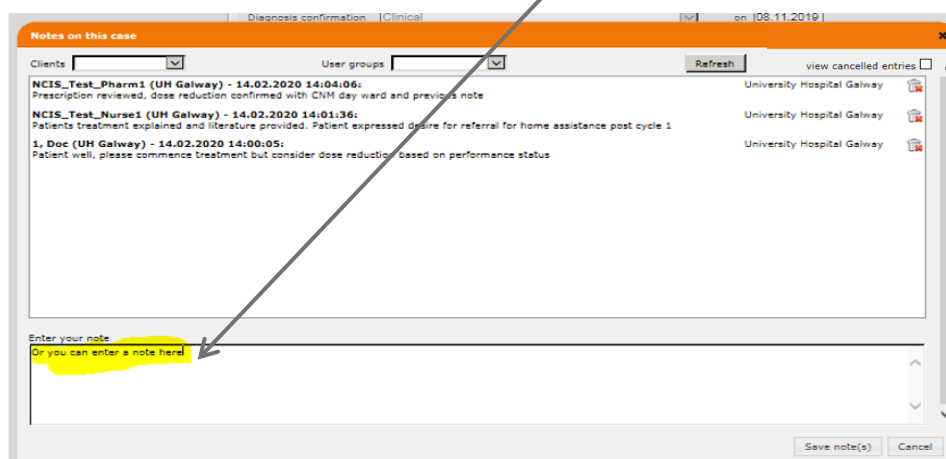 Diagnosis confirmation Clinical on 08.11.2019
Notes on this case
Clients User groups Refresh view cancelled entries
NCIS_Test_Pharm1 (UH Galway) - 14.02.2020 14:04:06: University Hospital Galway
Prescription reviewed, dose reduction confirmed with CNM day ward and previous note
NCIS_Test_Nurse1 (UH Galway) - 14.02.2020 14:01:36: University Hospital Galway
Patients treatment explained and literature provided. Patient expressed desire for referral for home assistance post cycle 1
1, Doc (UH Galway) - 14.02.2020 14:00:05: University Hospital Galway
Patient well, please commence treatment but consider dose reduction based on performance status
Enter your note
Or you can enter a note here
Save note(s) Cancel